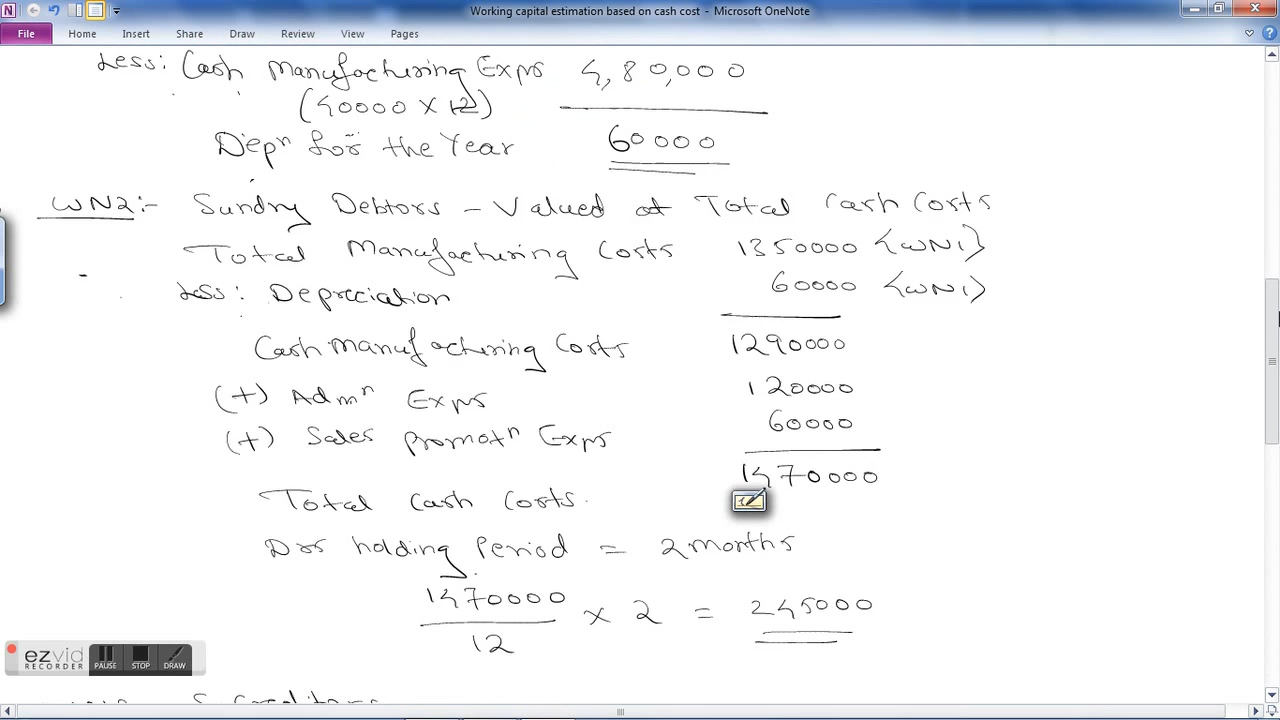 Working capital estimation based on cash cost - Microsoft OneNote
File Home Insert Share Draw Review View Pages
Less: Cash Manufacturing Exps 4,80,000
(40000 X 12)
Depn for the Year 60000
WN2:- Sundry Debtors - Valued at Total Cash Costs
Total Manufacturing Costs 1350000 {WN1}
Less: Depreciation 60000 {WN1}
Cash Manufacturing Costs 1290000
(+) Admn Exps 120000
(+) Sales Promotn Exps 60000
1470000
Total Cash Costs
Drs holding Period = 2 months
1470000
12
X 2 = 245000
S. Creditors
ezvid
RECORDER
PAUSE STOP DRAW